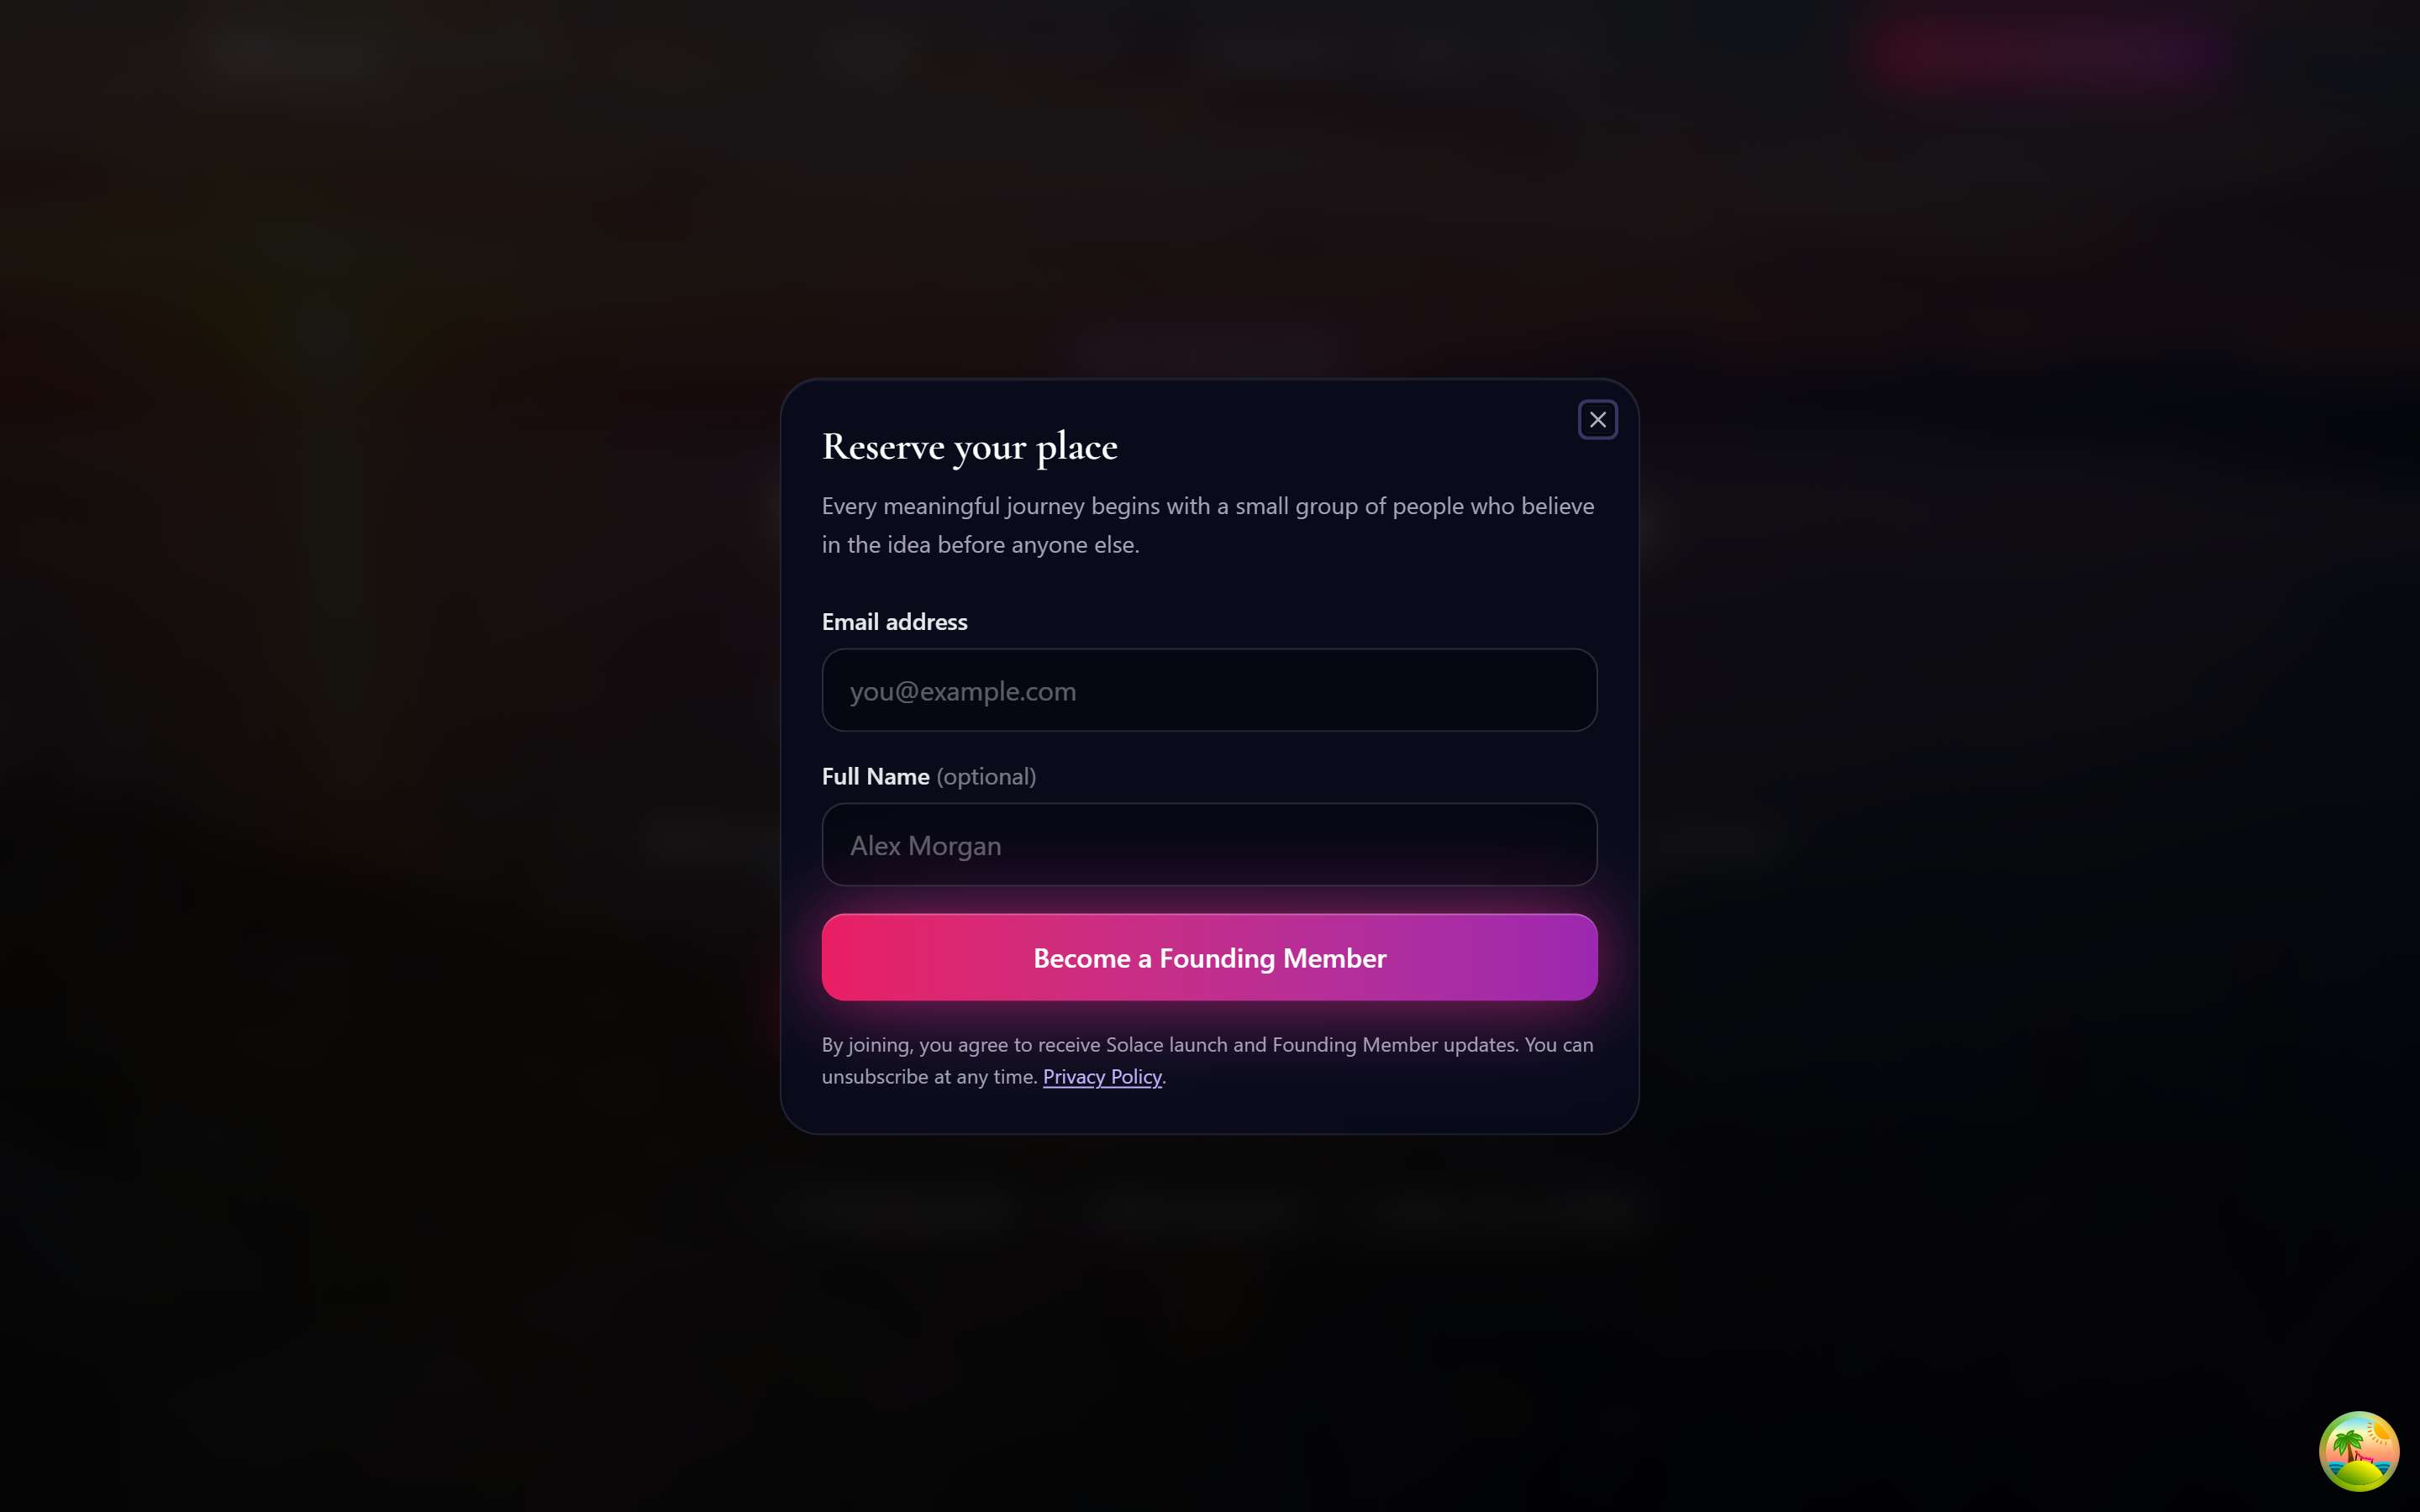 Reserve your place
Every meaningful journey begins with a small group of people who believe
in the idea before anyone else.
Email address
you@example.com
Full Name (optional)
Alex Morgan
Become a Founding Member
By joining, you agree to receive Solace launch and Founding Member updates. You can
unsubscribe at any time. Privacy Policy.